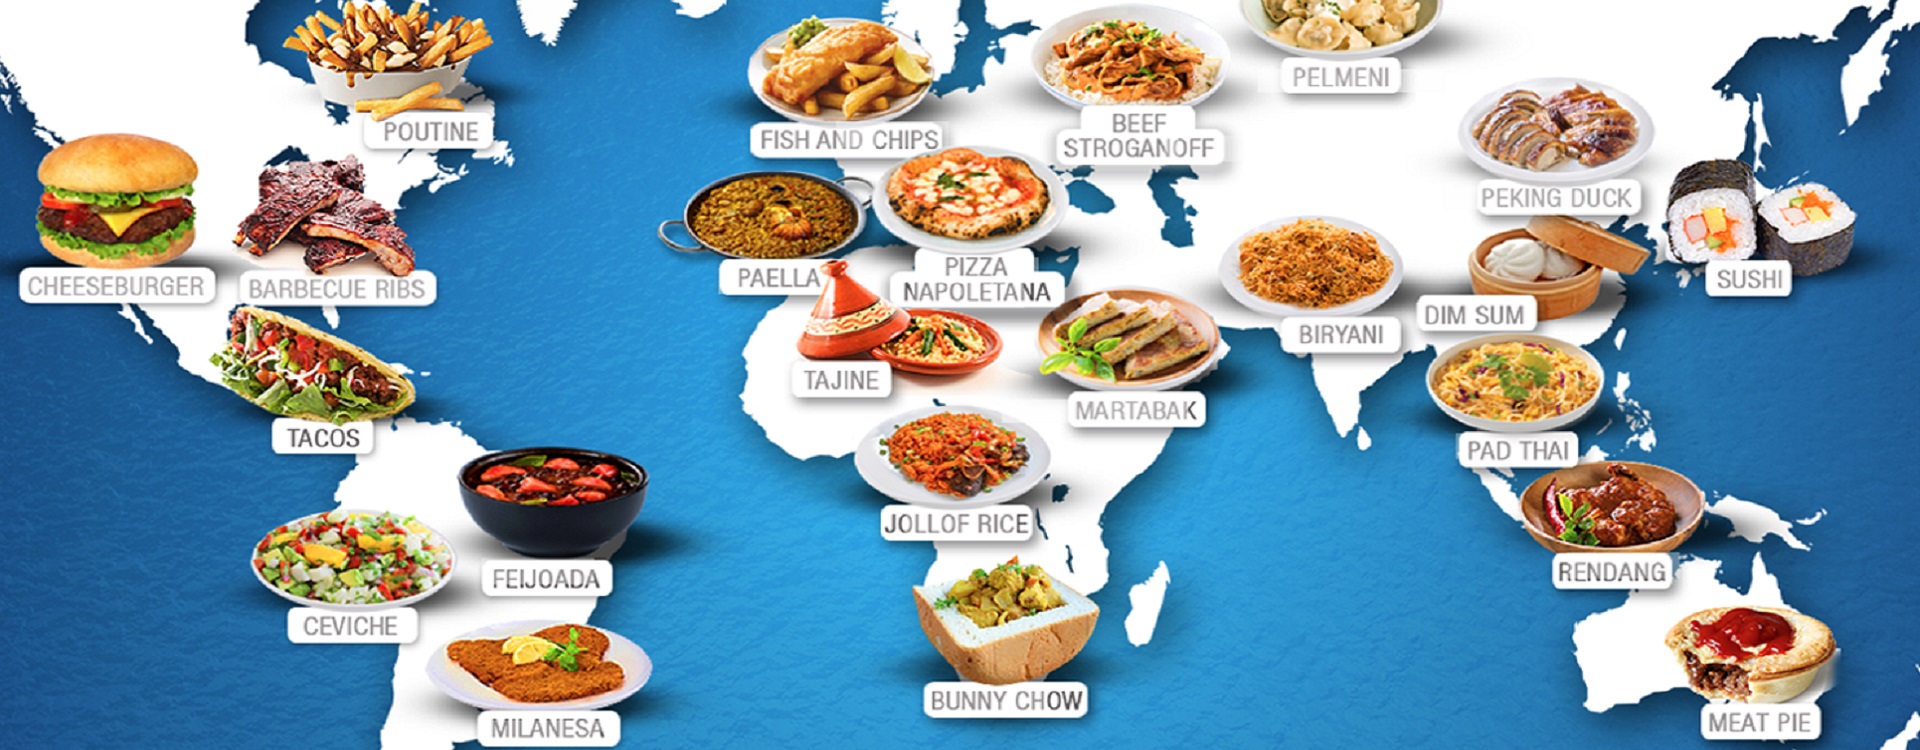 PELMENI
POUTINE
FISH AND CHIPS
BEEF
STROGANOFF
PEKING DUCK
CHEESEBURGER
BARBECUE RIBS
PAELLA
PIZZA
NAPOLETANA
SUSHI
DIM SUM
BIRYANI
TAJINE
MARTABAK
TACOS
PAD THAI
JOLLOF RICE
FEIJOADA
RENDANG
CEVICHE
BUNNY CHOW
MILANESA
MEAT PIE